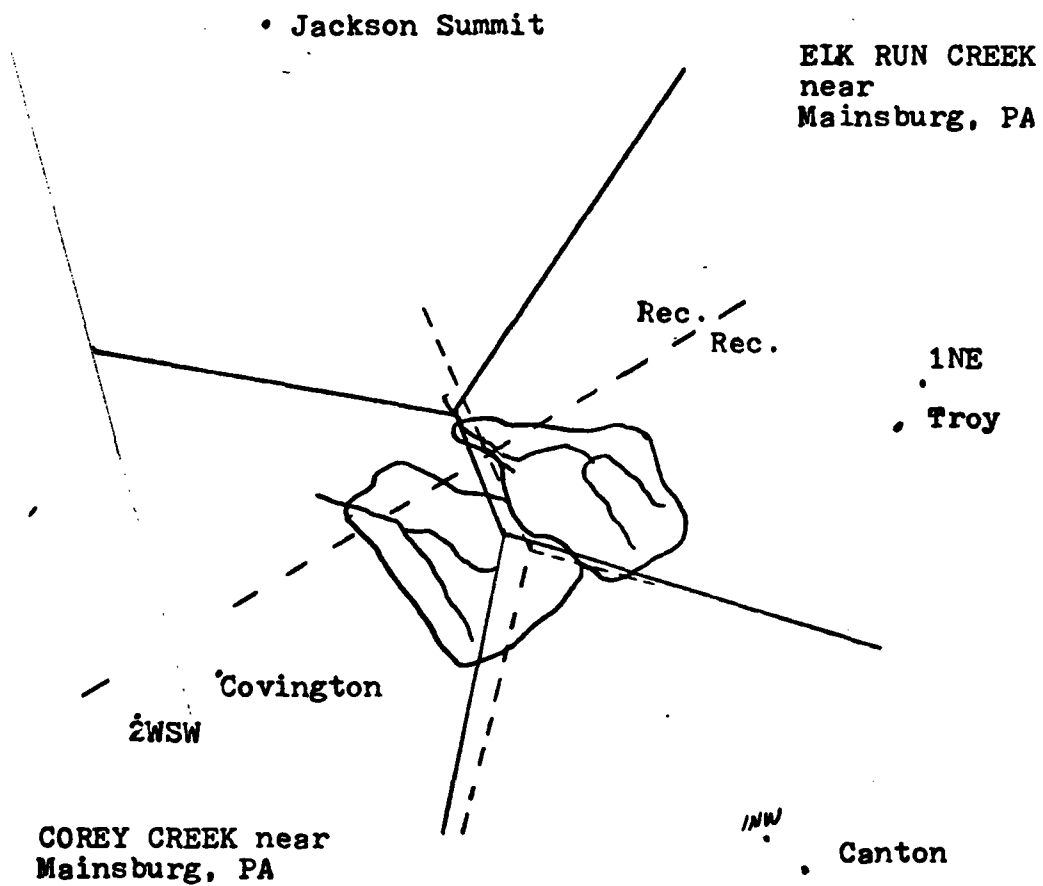 Jackson Summit
ELK RUN CREEK
near
Mainsburg, PA
Rec.
Rec.
1NE
Troy
Covington
2WSW
1NW
Canton
COREY CREEK near
Mainsburg, PA